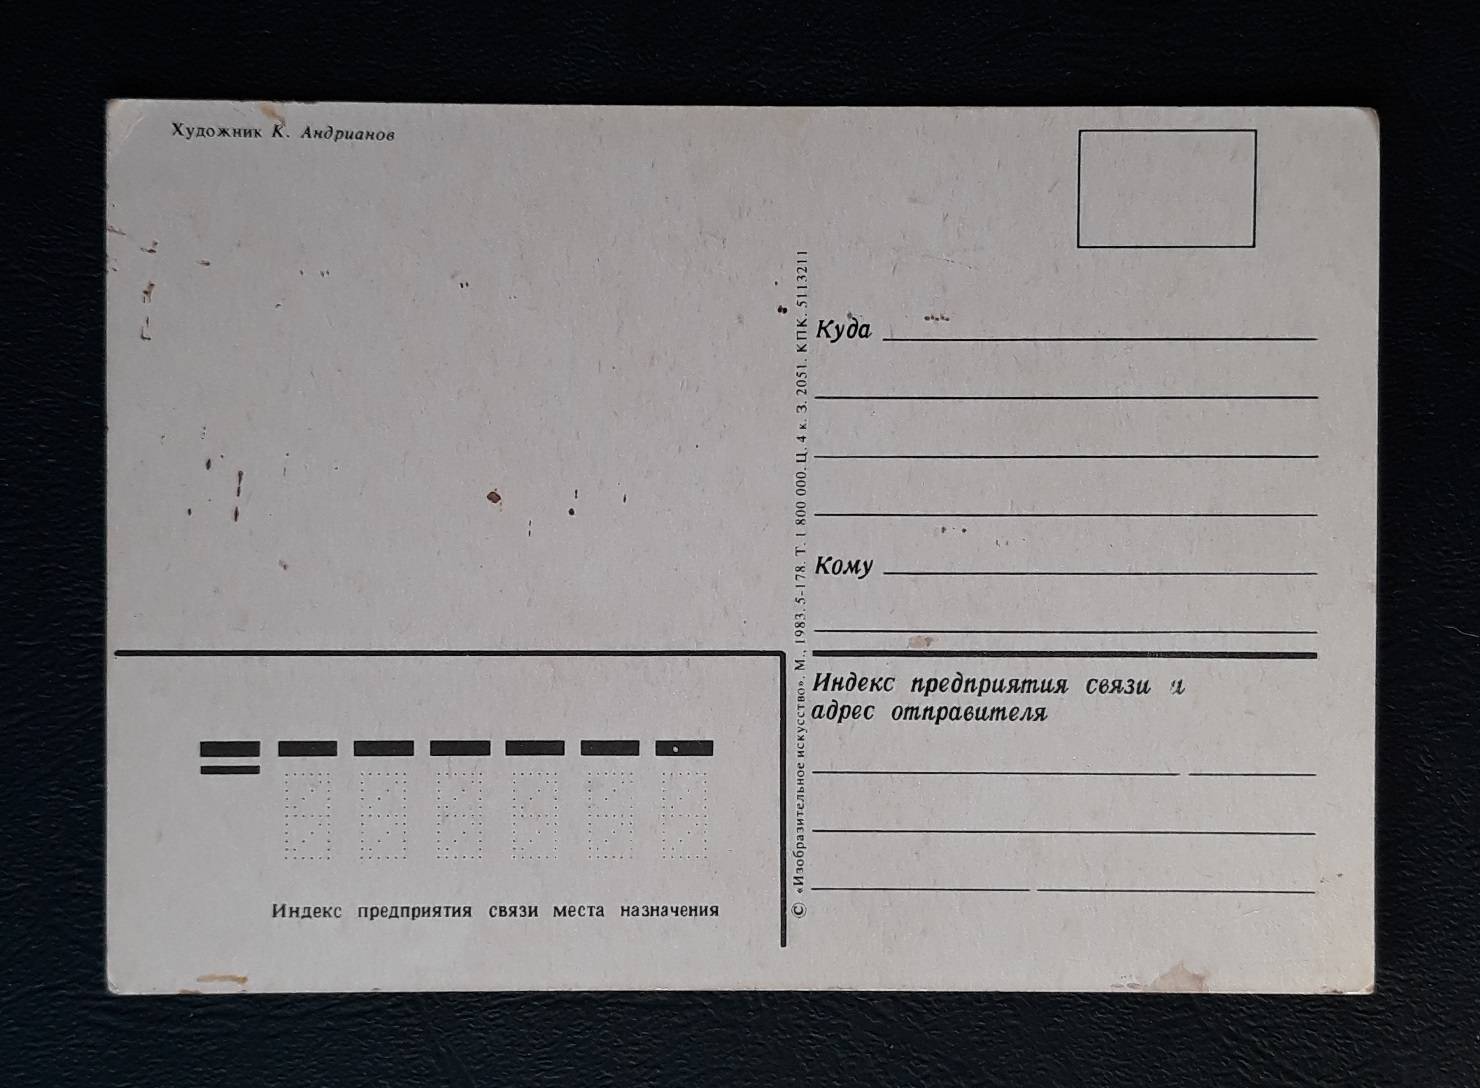 Художник К. Андрианов
Куда
Кому
Индекс предприятия связи и
адрес отправителя
Индекс предприятия связи места назначения
© «Изобразительное искусство». М., 1983. 5-178. Т. 1 800 000. Ц. 4 к. З. 2051. КПК. 5113211